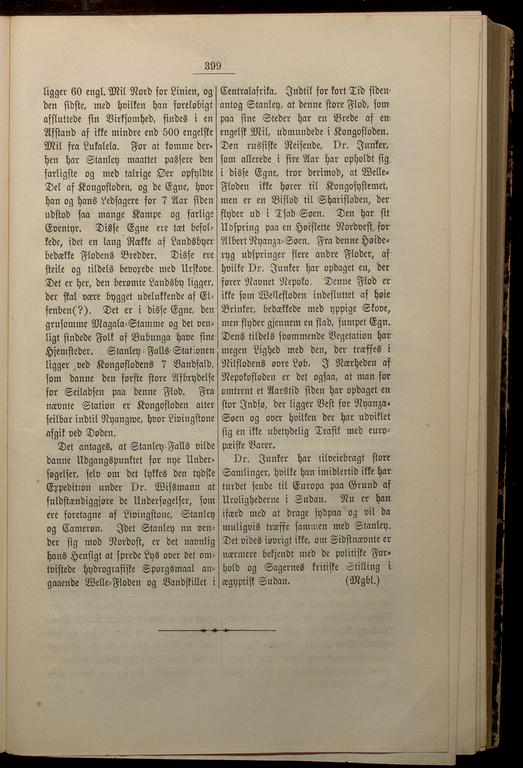 399
ligger 60 engl. Mil Nord for Linien, og
den sidste, med hvilken han foreløbigt
afsluttede sin Virksomhed, findes i en
Afstand af ikke mindre end 500 engelske
Mil fra Lukalela. For at komme der-
hen har Stanley maattet passere den
farligste og med talrige Øer opfyldte
Del af Kongofloden, og de Egne, hvor
han og hans Ledsagere for 7 Aar siden
udstod saa mange Kampe og farlige
Eventyr. Disse Egne ere tæt befol-
kede, idet en lang Række af Landsbyer
bedække Flodens Bredder. Disse ere
steile og tildels bevoxede med Urskove.
Det er her, den berømte Landsby ligger,
der skal være bygget udelukkende af El-
fenben(?). Det er i disse Egne, den
grusomme Magala-Stamme og det ven-
ligt sindede Folk af Bubunga have sine
Hjemsteder. Stanley-Falls-Stationen
ligger ved Kongoflodens 7 Vandfald,
som danne den første store Afbrydelse
for Seiladsen paa denne Flod. Fra
nævnte Station er Kongofloden atter
seilbar indtil Nyangwe, hvor Livingstone
afgik ved Døden.
Det antages, at Stanley-Falls vilde
danne Udgangspunktet for nye Under-
søgelser, selv om det lykkes den tydske
Expedition under Dr. Wissmann at
fuldstændiggjøre de Undersøgelser, som
ere foretagne af Livingstone, Stanley
og Cameron. Idet Stanley nu ven-
der sig mod Nordost, er det navnlig
hans Hensigt at sprede Lys over det om-
tvistede hydrografiske Spørgsmaal an-
gaaende Welle-Floden og Vandskillet i
Centralafrika. Indtil for kort Tid siden
antog Stanley, at denne store Flod, som
paa sine Steder har en Brede af en
engelsk Mil, udmundede i Kongofloden.
Den russiske Reisende, Dr. Junker,
som allerede i fire Aar har opholdt sig
i disse Egne, tror derimod, at Welle-
Floden ikke hører til Kongosystemet,
men er en Biflod til Sharifloden, der
flyder ud i Tsad-Søen. Den har sit
Udspring paa en Høislette Nordvest for
Albert Nyanza-Søen. Fra denne Høide-
ryg udspringer flere andre Floder, af
hvilke Dr. Junker har opdaget en, der
fører Navnet Nepoko. Denne Flod er
ikke som Wellefloden indesluttet af høie
Brinker, bedækkede med yppige Skove,
men flyder gjennem en flad, sumpet Egn.
Dens tildels svommende Vegetation har
megen Lighed med den, der træffes i
Nilflodens øvre Løb. I Nærheden af
Nepokofloden er det ogsaa, at man for
omtrent et Aarstid siden har opdaget en
stor Indsø, der ligger Vest for Nyanza-
Søen og over hvilken der har udviklet
sig en ikke ubetydelig Trafik med euro-
pæiske Varer.
Dr. Junker har tilveiebragt store
Samlinger, hvilke han imidlertid ikke har
turdet sende til Europa paa Grund af
Urolighederne i Sudan. Nu er han
ifærd med at drage sydpaa og vil da
muligvis træffe sammen med Stanley.
Det vides iøvrigt ikke, om Sidstnævnte er
nærmere bekjendt med de politiske For-
hold og Sagernes kritiske Stilling i
ægyptisk Sudan. (Mgbl.)